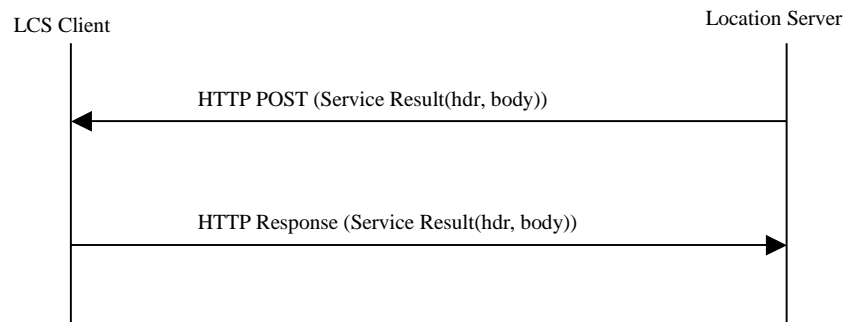 LCS Client
Location Server
HTTP POST (Service Result(hdr, body))
HTTP Response (Service Result(hdr, body))